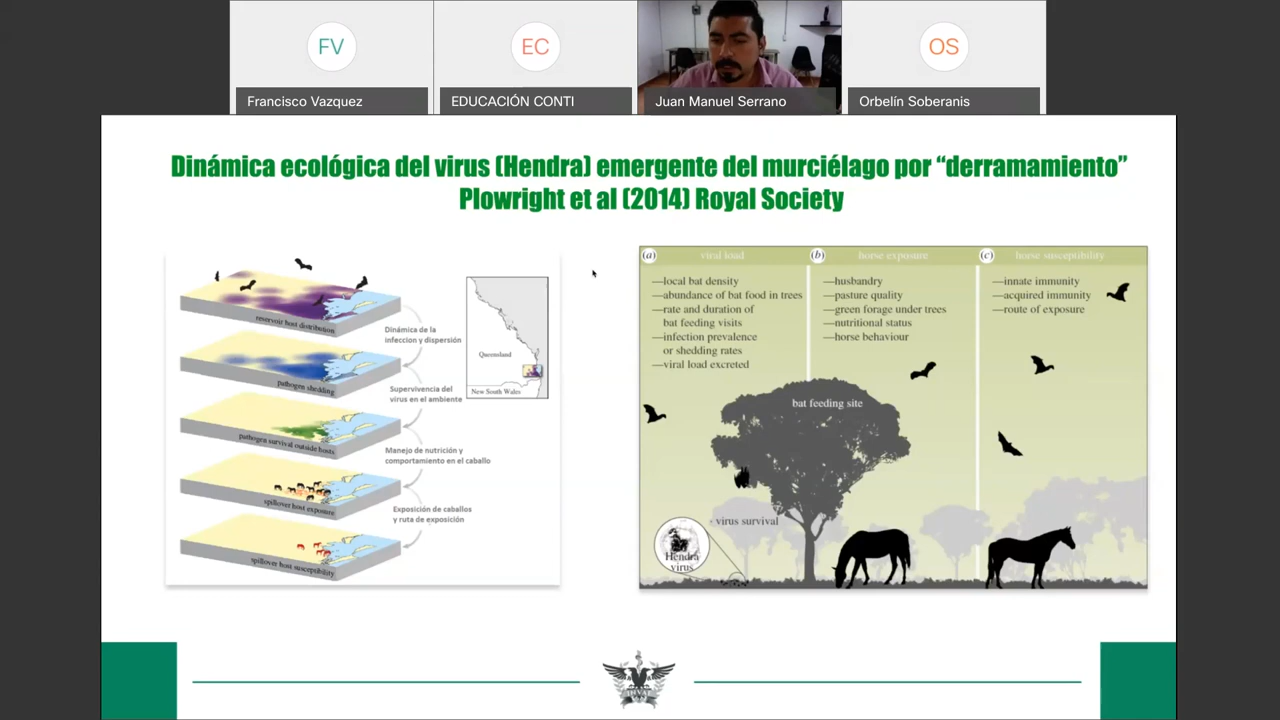 FV
EC
OS
Francisco Vazquez
EDUCACIÓN CONTI
Juan Manuel Serrano
Orbelín Soberanis
Dinámica ecológica del virus (Hendra) emergente del murciélago por “derramamiento”
Plowright et al (2014) Royal Society
reservoir host distribution
Dinámica de la
infeccion y dispersión
pathogen shedding
Supervivencia del
virus en el ambiente
pathogen survival outside hosts
Manejo de nutrición y
comportamiento en el caballo
spillover host exposure
Exposición de caballos
y ruta de exposición
spillover host susceptibility
Queensland
New South Wales
(a) viral load
—local bat density
—abundance of bat food in trees
—rate and duration of
bat feeding visits
—infection prevalence
or shedding rates
—viral load excreted
(b) horse exposure
—husbandry
—pasture quality
—green forage under trees
—nutritional status
—horse behaviour
(c) horse susceptibility
—innate immunity
—acquired immunity
—route of exposure
bat feeding site
virus survival
Hendra
virus